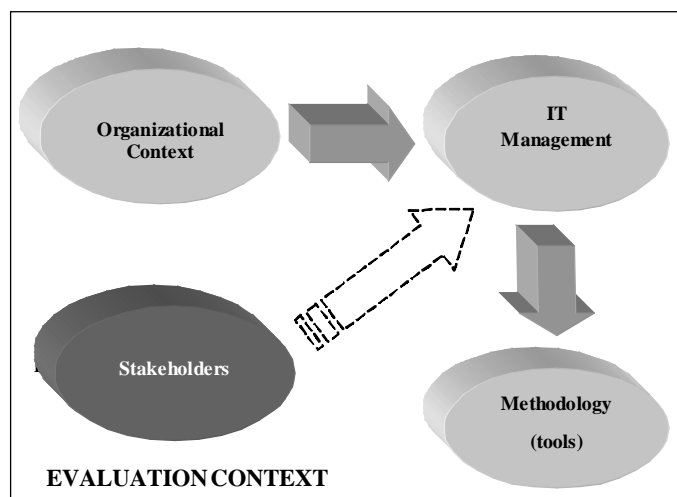 Organizational
Context
IT
Management
Stakeholders
Methodology
(tools)
EVALUATION CONTEXT